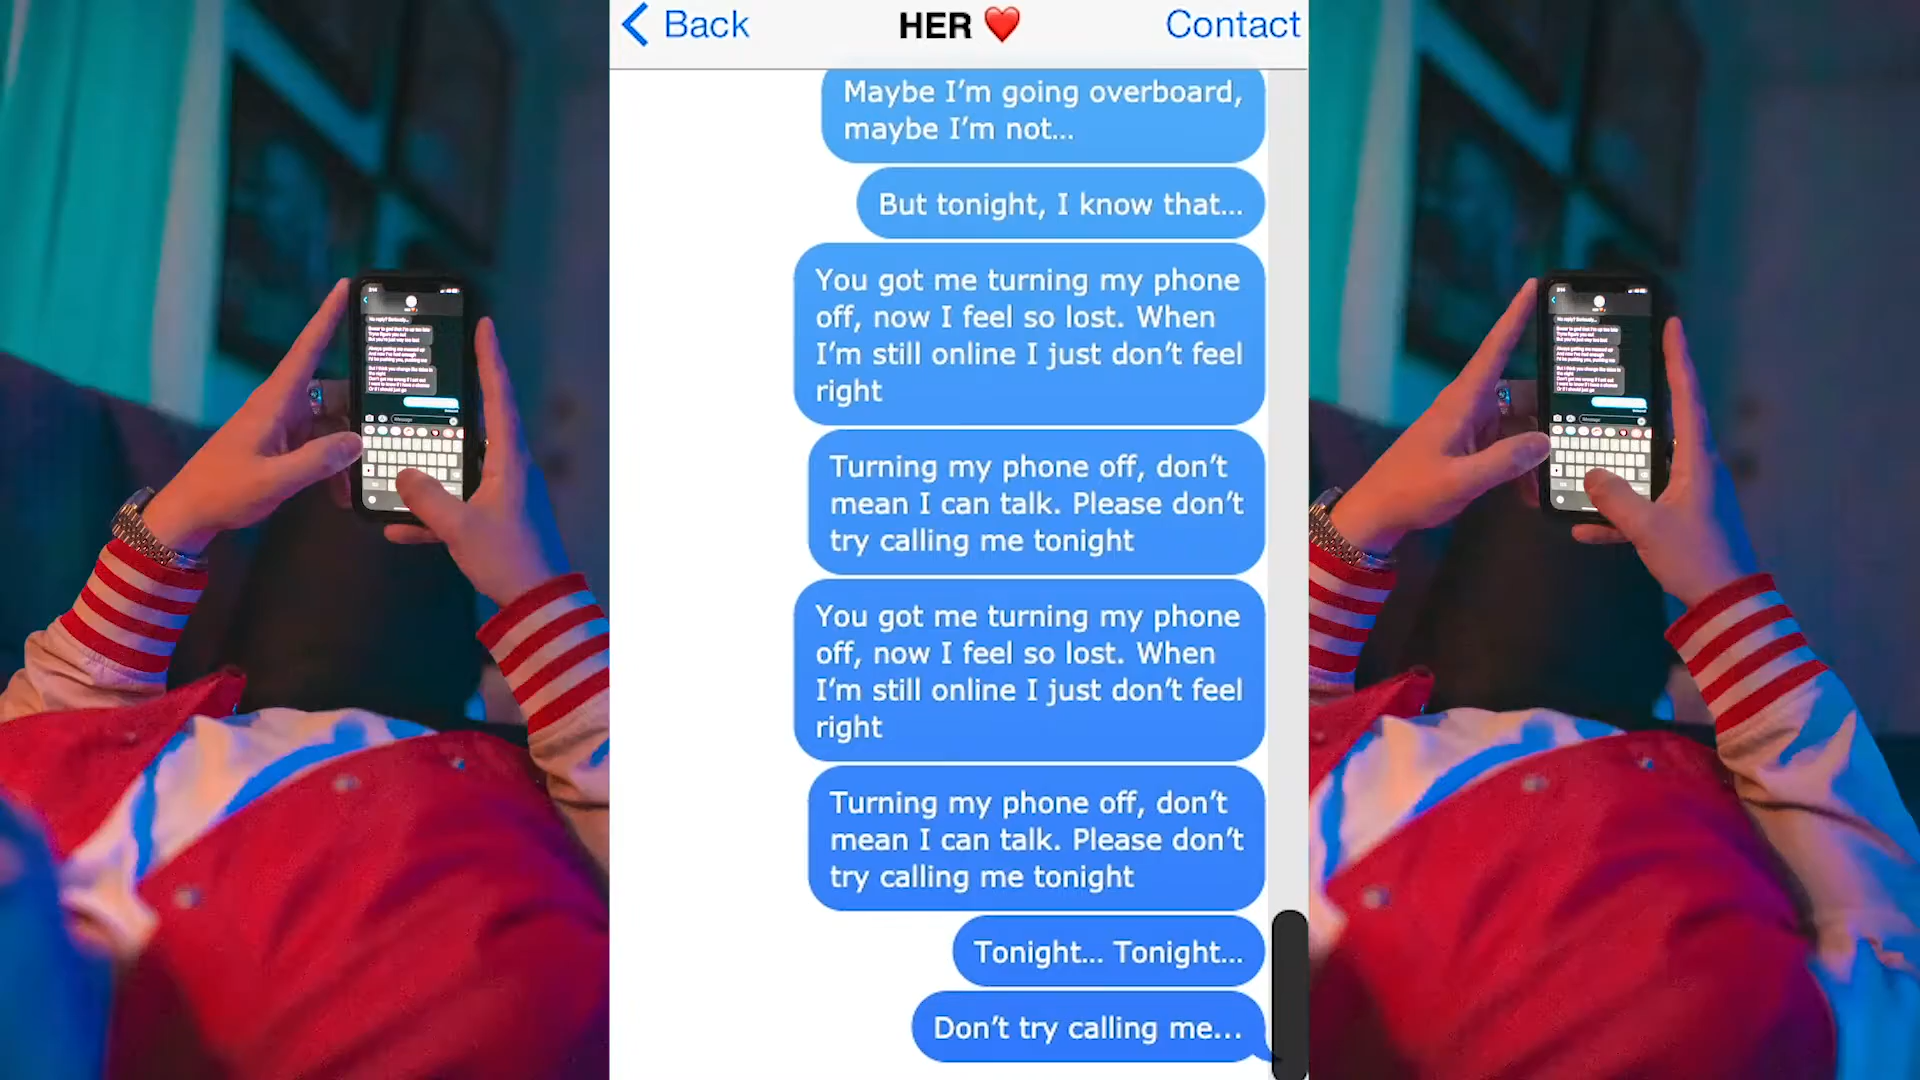 Back
HER ❤️
Contact
Maybe I'm going overboard,
maybe I'm not...
But tonight, I know that...
You got me turning my phone
off, now I feel so lost. When
I'm still online I just don't feel
right
Turning my phone off, don't
mean I can talk. Please don't
try calling me tonight
You got me turning my phone
off, now I feel so lost. When
I'm still online I just don't feel
right
Turning my phone off, don't
mean I can talk. Please don't
try calling me tonight
Tonight... Tonight...
Don't try calling me...